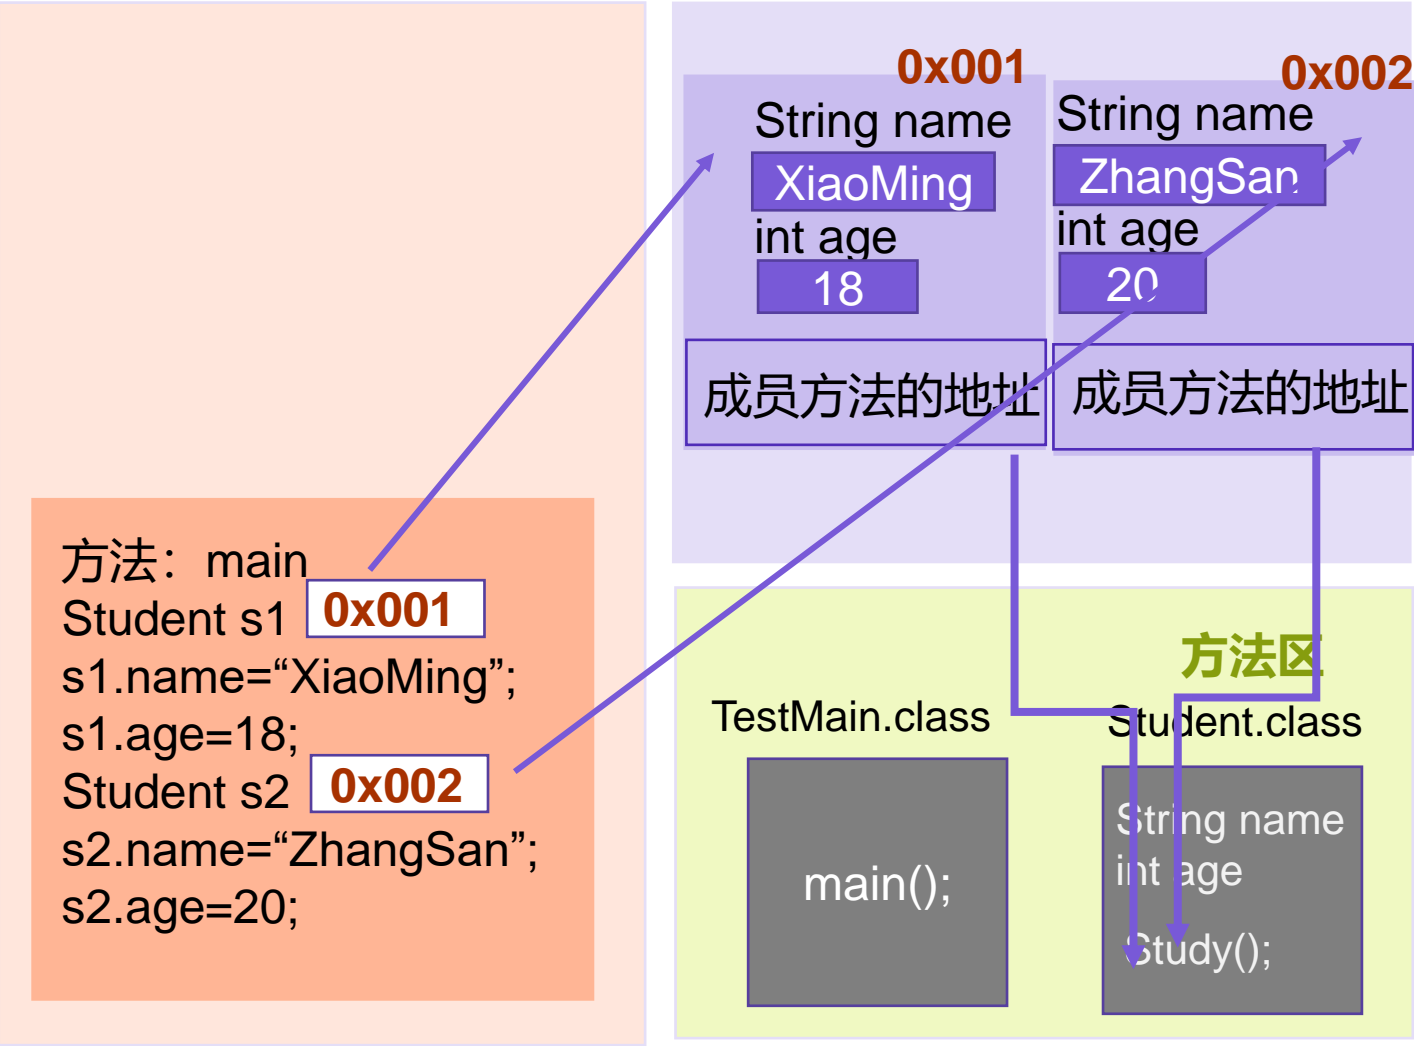 方法：main
Student s1 0x001
s1.name=“XiaoMing”;
s1.age=18;
Student s2 0x002
s2.name=“ZhangSan”;
s2.age=20;
0x001
String name
XiaoMing
int age
18
成员方法的地址
0x002
String name
ZhangSan
int age
20
成员方法的地址
方法区
TestMain.class
main();
Student.class
String name
int age
Study();